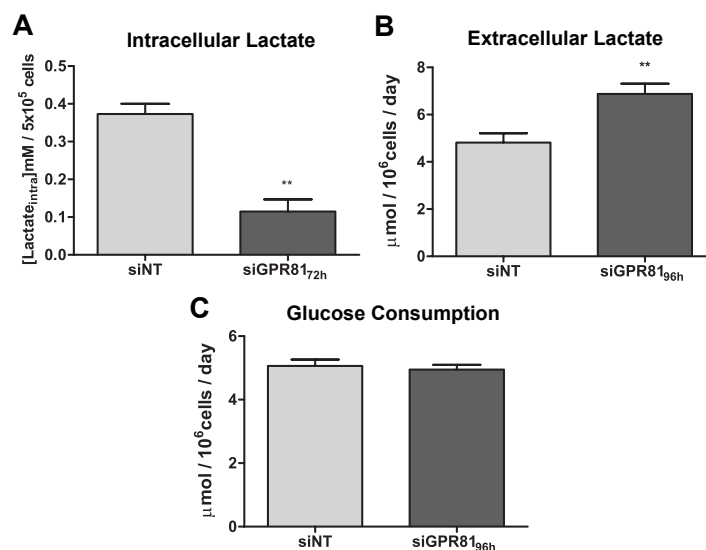 A
Intracellular Lactate
[Lactate_intra]mM / 5x10⁵ cells
0.5
0.4
0.3
0.2
0.1
0.0
**
siNT
siGPR81₇₂ₕ
B
Extracellular Lactate
µmol / 10⁶cells / day
8
6
4
2
0
**
siNT
siGPR81₉₆ₕ
C
Glucose Consumption
µmol / 10⁶cells / day
6
4
2
0
siNT
siGPR81₉₆ₕ